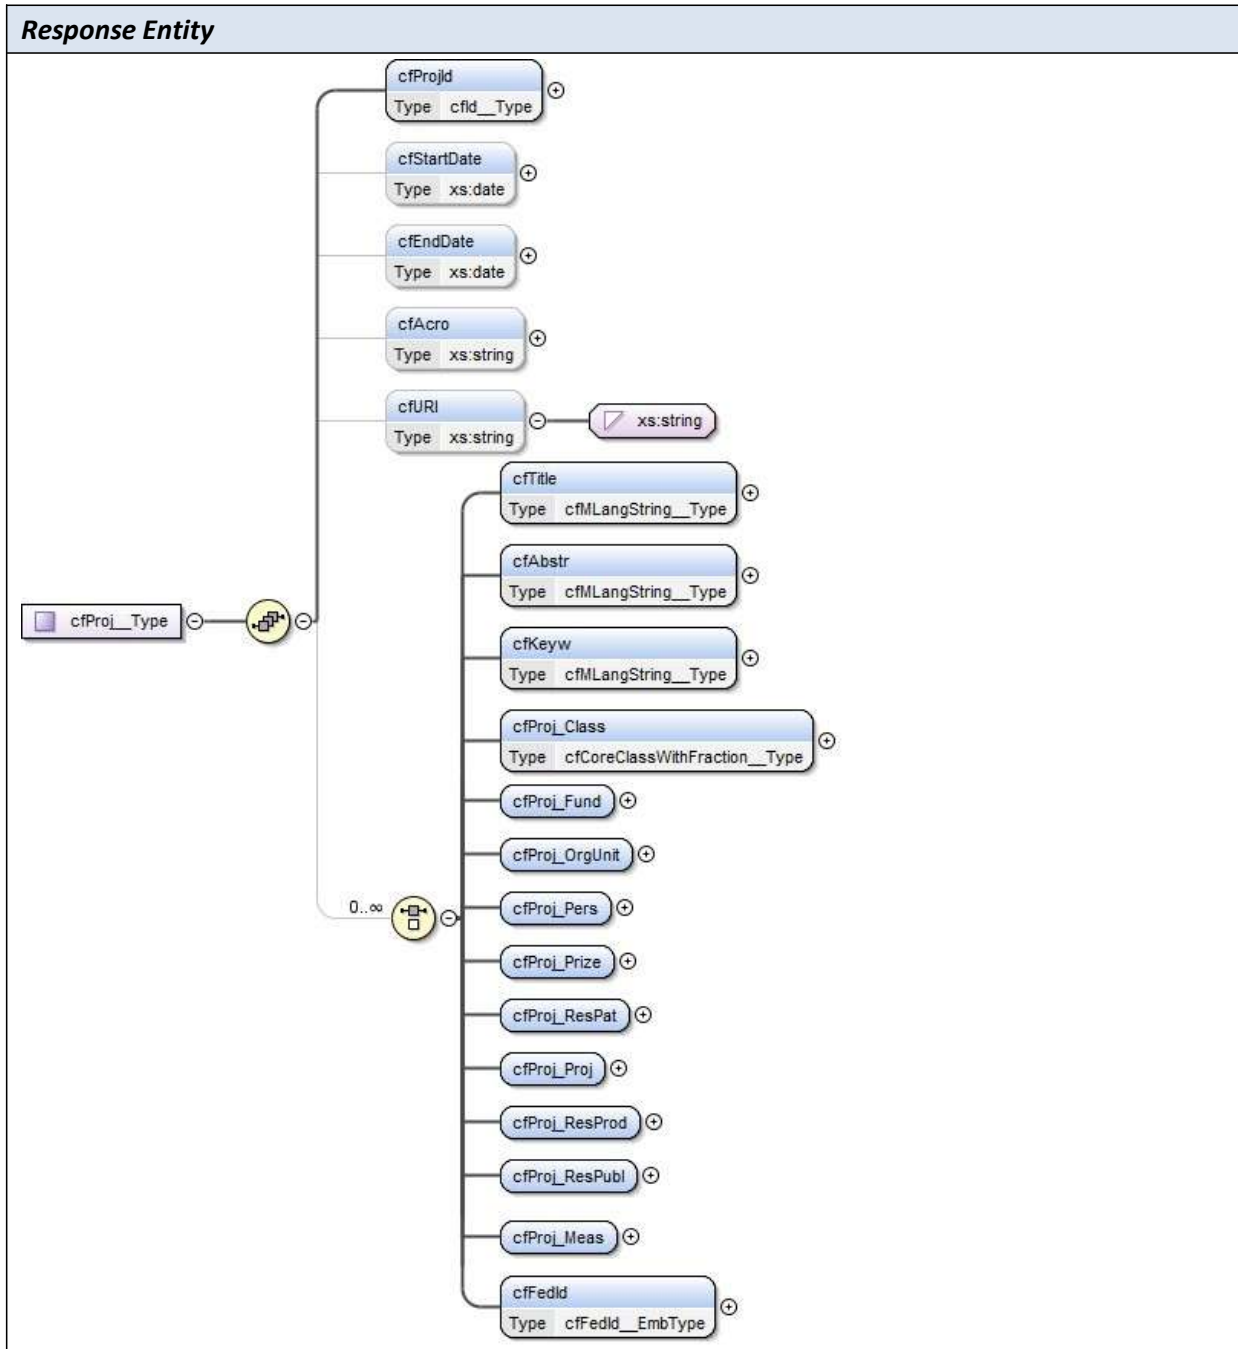 Response Entity
cfProjId
Type cfId__Type
cfStartDate
Type xs:date
cfEndDate
Type xs:date
cfAcro
Type xs:string
cfURI
Type xs:string
xs:string
cfTitle
Type cfMLangString__Type
cfAbstr
Type cfMLangString__Type
cfProj__Type
cfKeyw
Type cfMLangString__Type
cfProj_Class
Type cfCoreClassWithFraction__Type
cfProj_Fund
cfProj_OrgUnit
0..∞
cfProj_Pers
cfProj_Prize
cfProj_ResPat
cfProj_Proj
cfProj_ResProd
cfProj_ResPubl
cfProj_Meas
cfFedId
Type cfFedId__EmbType